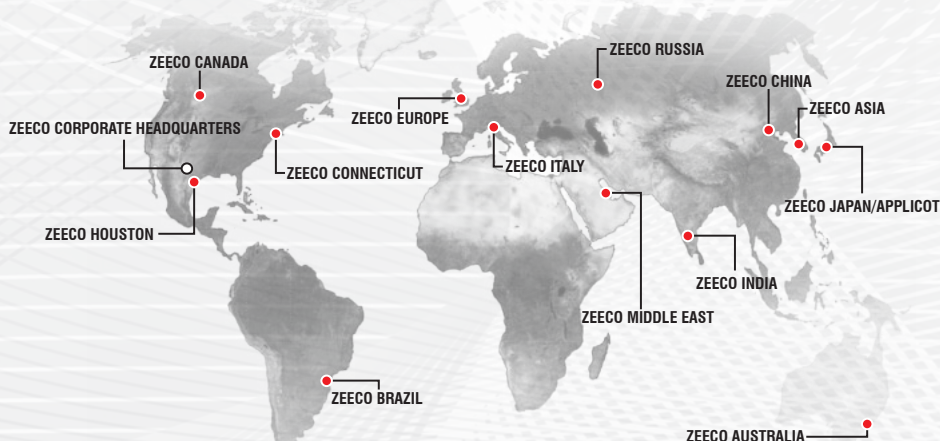 ZEECO RUSSIA
ZEECO CANADA
ZEECO CHINA
ZEECO ASIA
ZEECO EUROPE
ZEECO CORPORATE HEADQUARTERS
ZEECO ITALY
ZEECO CONNECTICUT
ZEECO JAPAN/APPLICOT
ZEECO HOUSTON
ZEECO INDIA
ZEECO MIDDLE EAST
ZEECO BRAZIL
ZEECO AUSTRALIA